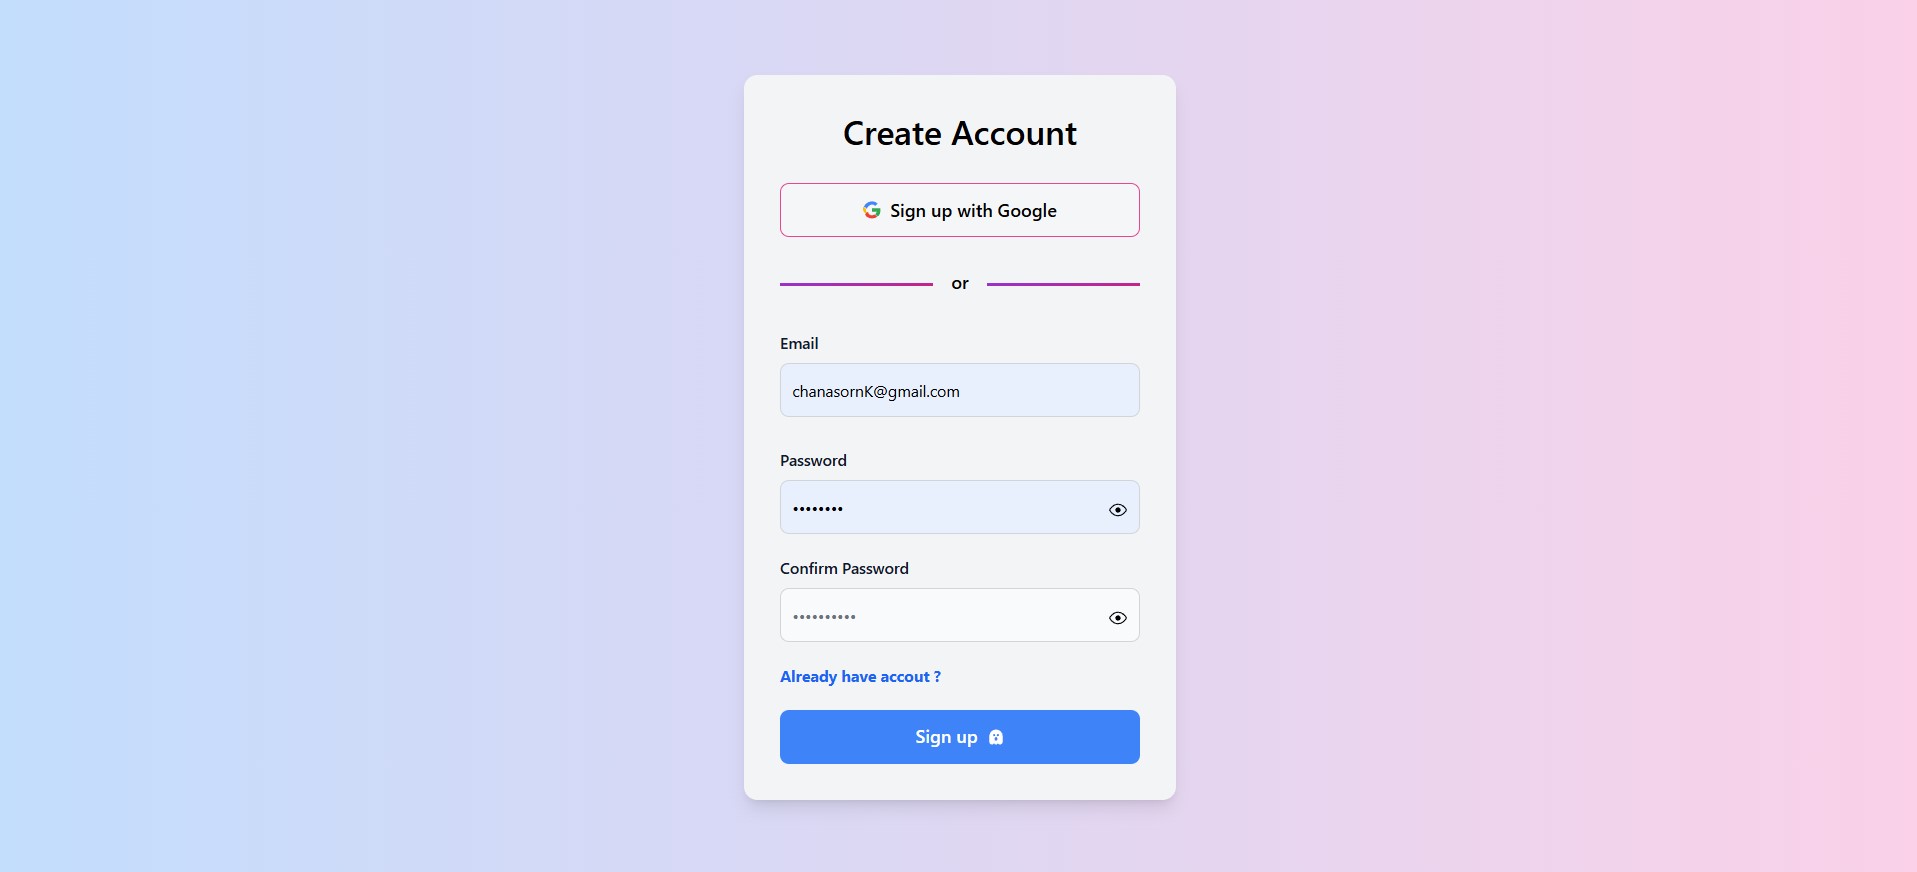 Create Account
Sign up with Google
or
Email
chanasornK@gmail.com
Password
••••••••
Confirm Password
••••••••••
Already have accout ?
Sign up